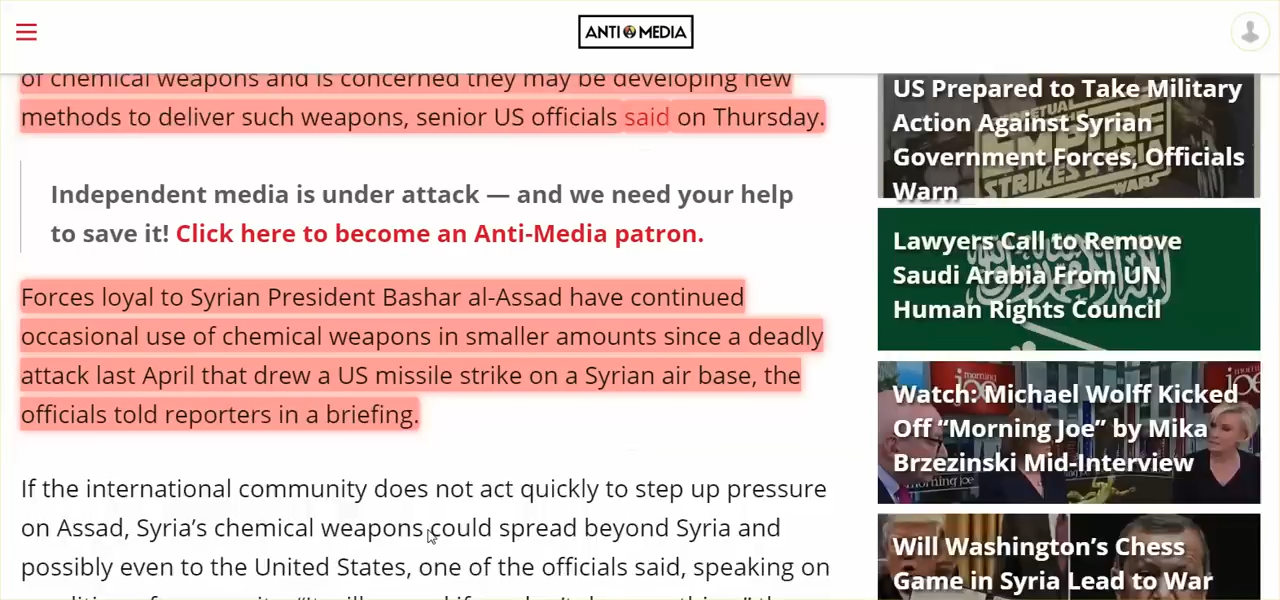 ANTI MEDIA
of chemical weapons and is concerned they may be developing new
methods to deliver such weapons, senior US officials said on Thursday.
Independent media is under attack — and we need your help
to save it! Click here to become an Anti-Media patron.
Forces loyal to Syrian President Bashar al-Assad have continued
occasional use of chemical weapons in smaller amounts since a deadly
attack last April that drew a US missile strike on a Syrian air base, the
officials told reporters in a briefing.
If the international community does not act quickly to step up pressure
on Assad, Syria’s chemical weapons could spread beyond Syria and
possibly even to the United States, one of the officials said, speaking on
US Prepared to Take Military
Action Against Syrian
Government Forces, Officials
Warn
EMPIRE
STRIKES SYRIA
WARS
Lawyers Call to Remove
Saudi Arabia From UN
Human Rights Council
Watch: Michael Wolff Kicked
Off “Morning Joe” by Mika
Brzezinski Mid-Interview
morning joe
Will Washington’s Chess
Game in Syria Lead to War